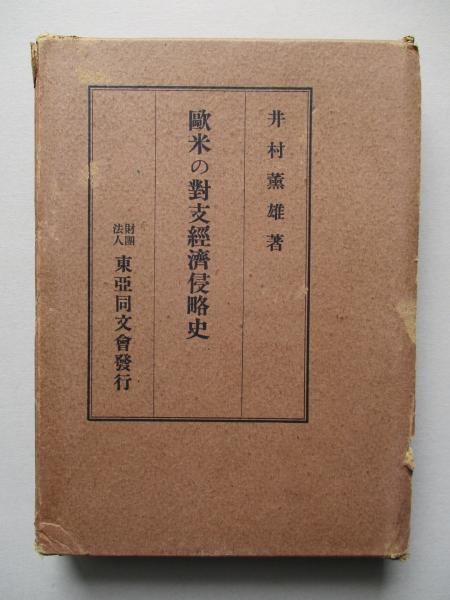 井村薰雄著
歐米の對支經濟侵略史
財團法人 東亞同文會發行